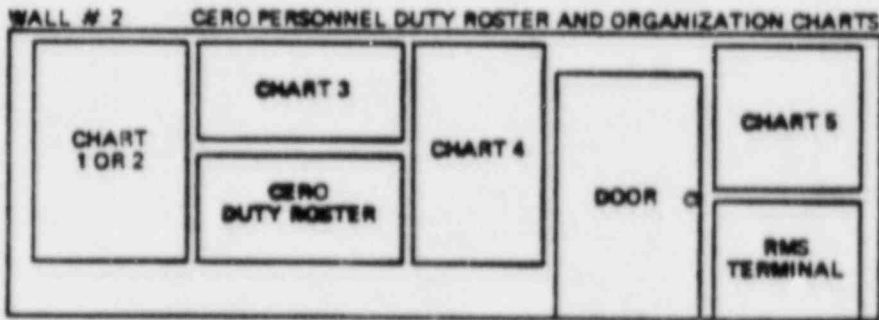 WALL # 2 CERO PERSONNEL DUTY ROSTER AND ORGANIZATION CHARTS
CHART
1 OR 2
CHART 3
CERO
DUTY ROSTER
CHART 4
DOOR
CHART 5
RMS
TERMINAL